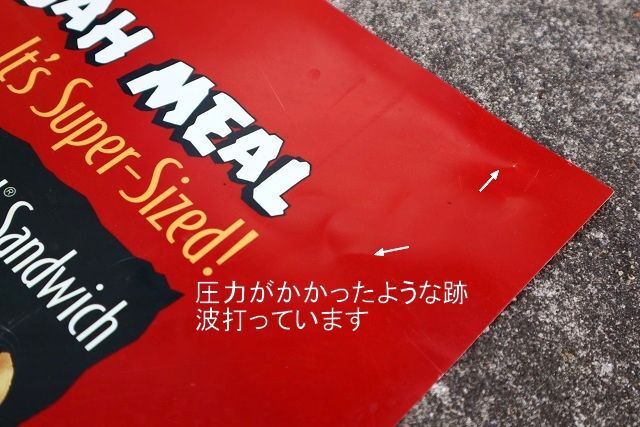 MEAL
It's Super-Sized!
® Sandwich
圧力がかかったような跡
波打っています